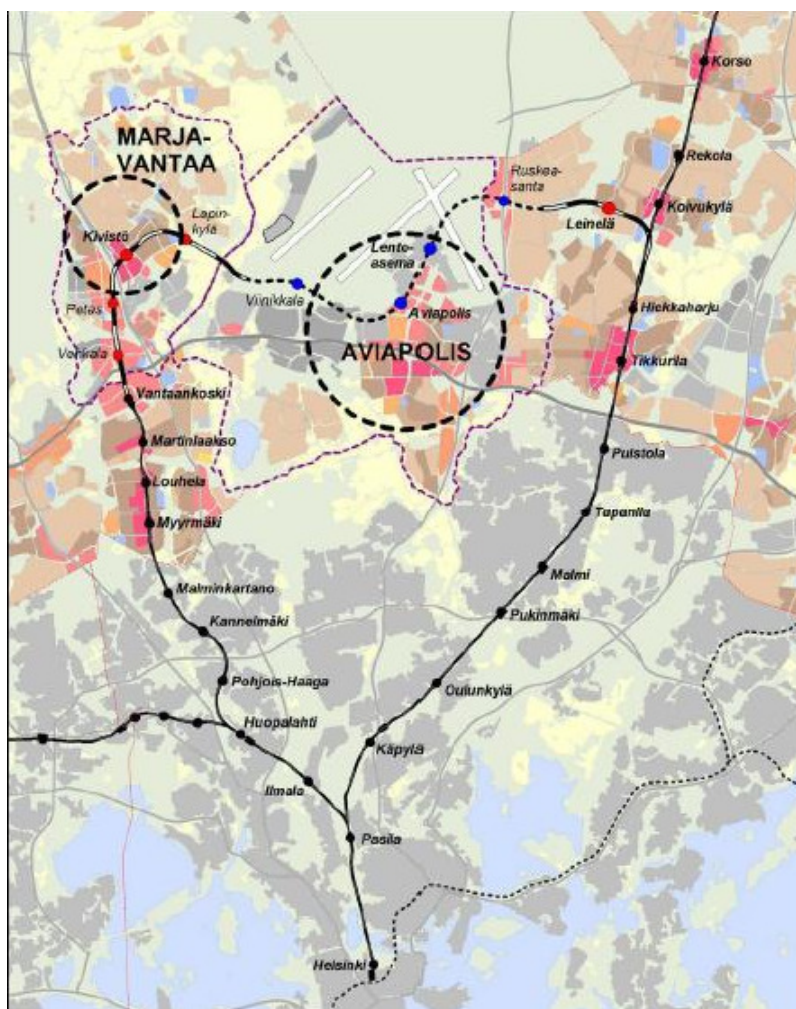 Korso
MARJA-
VANTAA
Rekola
Ruskea-
santa
Lapin-
kylä
Koivukylä
Kivistö
Leinelä
Lento-
asema
Viinikkala
Petas
Aviapolis
Hiekkaharju
AVIAPOLIS
Vehkala
Tikkurila
Vantaankoski
Martinlaakso
Puistola
Louhela
Tapanila
Myyrmäki
Malmi
Malminkartano
Pukinmäki
Kannelmäki
Pohjois-Haaga
Oulunkylä
Huopalahti
Käpylä
Ilmala
Pasila
Helsinki